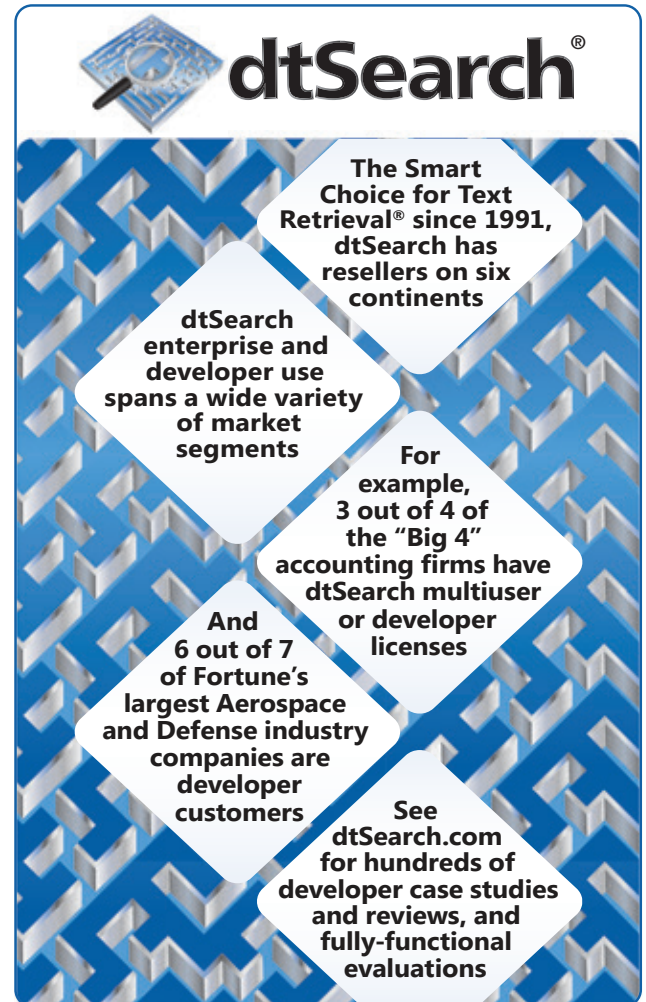 dtSearch®
The Smart
Choice for Text
Retrieval® since 1991,
dtSearch has
resellers on six
continents
dtSearch
enterprise and
developer use
spans a wide variety
of market
segments
For
example,
3 out of 4 of
the “Big 4”
accounting firms have
dtSearch multiuser
or developer
licenses
And
6 out of 7
of Fortune’s
largest Aerospace
and Defense industry
companies are
developer
customers
See
dtSearch.com
for hundreds of
developer case studies
and reviews, and
fully-functional
evaluations